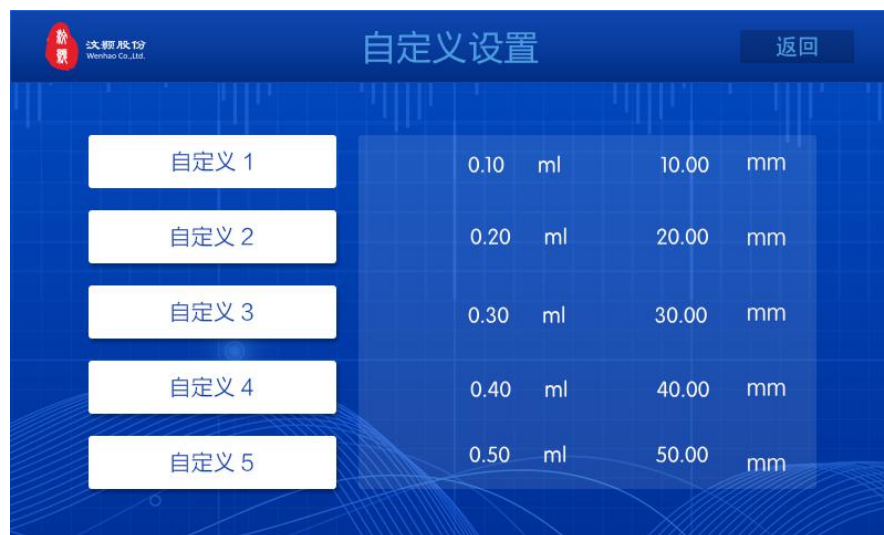 汶颢股份
Wenhao Co.,Ltd.
自定义设置
返回
自定义 1 0.10 ml 10.00 mm
自定义 2 0.20 ml 20.00 mm
自定义 3 0.30 ml 30.00 mm
自定义 4 0.40 ml 40.00 mm
自定义 5 0.50 ml 50.00 mm